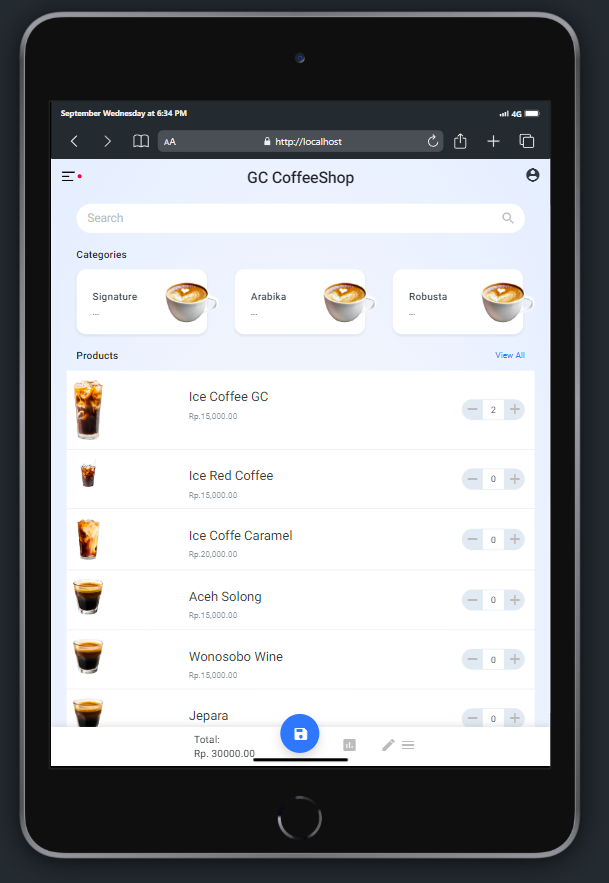 September Wednesday at 6:34 PM
4G
AA
http://localhost
GC CoffeeShop
Search
Categories
Signature
...
Arabika
...
Robusta
...
Products
View All
Ice Coffee GC
Rp.15,000.00
2
Ice Red Coffee
Rp.15,000.00
0
Ice Coffe Caramel
Rp.20,000.00
0
Aceh Solong
Rp.15,000.00
0
Wonosobo Wine
Rp.15,000.00
0
Jepara
0
Total:
Rp. 30000.00